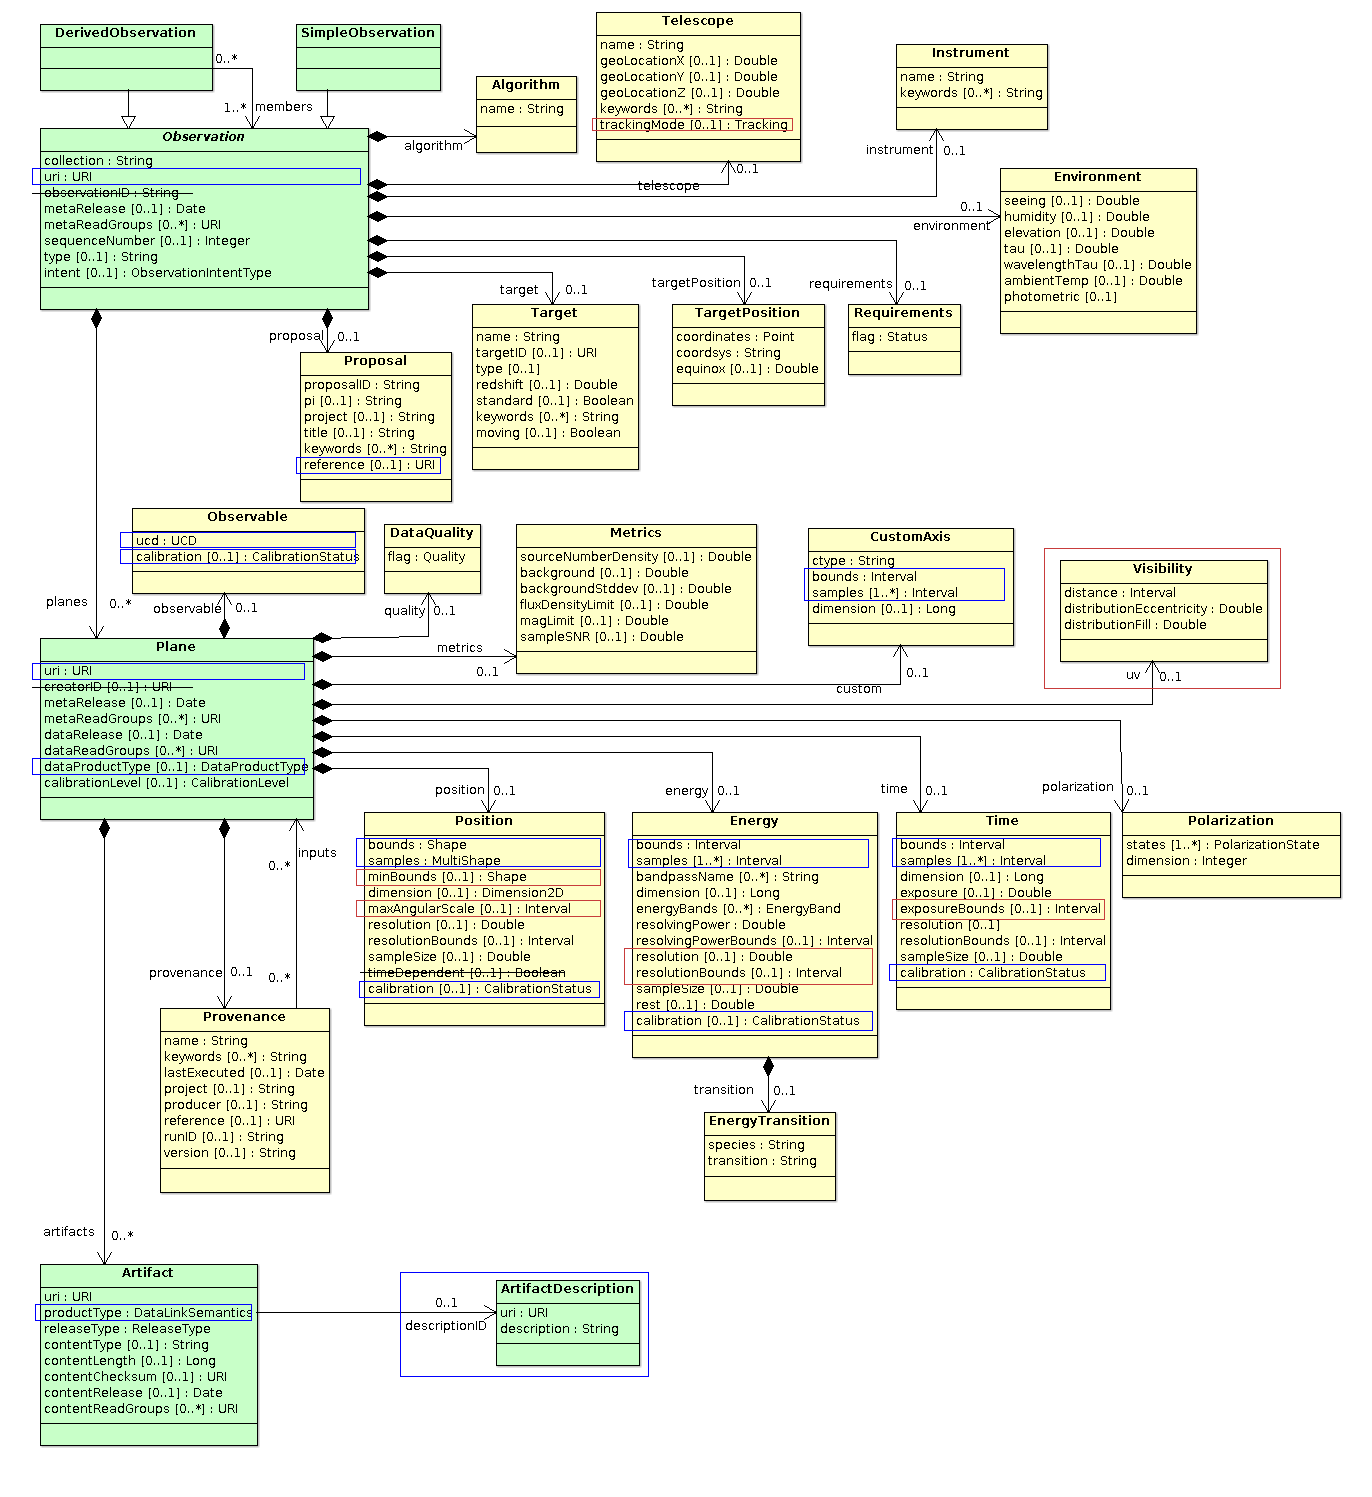 DerivedObservation
0..*
1..*
members
SimpleObservation
Observation
collection : String
uri : URI
observationID : String
metaRelease [0..1] : Date
metaReadGroups [0..*] : URI
sequenceNumber [0..1] : Integer
type [0..1] : String
intent [0..1] : ObservationIntentType
Algorithm
name : String
algorithm
Telescope
name : String
geoLocationX [0..1] : Double
geoLocationY [0..1] : Double
geoLocationZ [0..1] : Double
keywords [0..*] : String
trackingMode [0..1] : Tracking
0..1
telescope
Instrument
name : String
keywords [0..*] : String
instrument
0..1
Environment
seeing [0..1] : Double
humidity [0..1] : Double
elevation [0..1] : Double
tau [0..1] : Double
wavelengthTau [0..1] : Double
ambientTemp [0..1] : Double
photometric [0..1]
0..1
environment
target
0..1
Target
name : String
targetID [0..1] : URI
type [0..1]
redshift [0..1] : Double
standard [0..1] : Boolean
keywords [0..*] : String
moving [0..1] : Boolean
targetPosition
0..1
TargetPosition
coordinates : Point
coordsys : String
equinox [0..1] : Double
requirements
0..1
Requirements
flag : Status
proposal
0..1
Proposal
proposalID : String
pi [0..1] : String
project [0..1] : String
title [0..1] : String
keywords [0..*] : String
reference [0..1] : URI
planes
0..*
Observable
ucd : UCD
calibration [0..1] : CalibrationStatus
observable
0..1
DataQuality
flag : Quality
quality
0..1
Metrics
sourceNumberDensity [0..1] : Double
background [0..1] : Double
backgroundStddev [0..1] : Double
fluxDensityLimit [0..1] : Double
magLimit [0..1] : Double
sampleSNR [0..1] : Double
metrics
0..1
CustomAxis
ctype : String
bounds : Interval
samples [1..*] : Interval
dimension [0..1] : Long
0..1
custom
Visibility
distance : Interval
distributionEccentricity : Double
distributionFill : Double
uv
0..1
Plane
uri : URI
creatorID [0..1] : URI
metaRelease [0..1] : Date
metaReadGroups [0..*] : URI
dataRelease [0..1] : Date
dataReadGroups [0..*] : URI
dataProductType [0..1] : DataProductType
calibrationLevel [0..1] : CalibrationLevel
position
0..1
Position
bounds : Shape
samples : MultiShape
minBounds [0..1] : Shape
dimension [0..1] : Dimension2D
maxAngularScale [0..1] : Interval
resolution [0..1] : Double
resolutionBounds [0..1] : Interval
sampleSize [0..1] : Double
timeDependent [0..1] : Boolean
calibration [0..1] : CalibrationStatus
energy
0..1
Energy
bounds : Interval
samples [1..*] : Interval
bandpassName [0..*] : String
dimension [0..1] : Long
energyBands [0..*] : EnergyBand
resolvingPower : Double
resolvingPowerBounds [0..1] : Interval
resolution [0..1] : Double
resolutionBounds [0..1] : Interval
sampleSize [0..1] : Double
rest [0..1] : Double
calibration [0..1] : CalibrationStatus
time
0..1
Time
bounds : Interval
samples [1..*] : Interval
dimension [0..1] : Long
exposure [0..1] : Double
exposureBounds [0..1] : Interval
resolution [0..1]
resolutionBounds [0..1] : Interval
sampleSize [0..1] : Double
calibration : CalibrationStatus
polarization
0..1
Polarization
states [1..*] : PolarizationState
dimension : Integer
transition
0..1
EnergyTransition
species : String
transition : String
inputs
0..*
0..*
provenance
0..1
Provenance
name : String
keywords [0..*] : String
lastExecuted [0..1] : Date
project [0..1] : String
producer [0..1] : String
reference [0..1] : URI
runID [0..1] : String
version [0..1] : String
artifacts
0..*
Artifact
uri : URI
productType : DataLinkSemantics
releaseType : ReleaseType
contentType [0..1] : String
contentLength [0..1] : Long
contentChecksum [0..1] : URI
contentRelease [0..1] : Date
contentReadGroups [0..*] : URI
0..1
descriptionID
ArtifactDescription
uri : URI
description : String